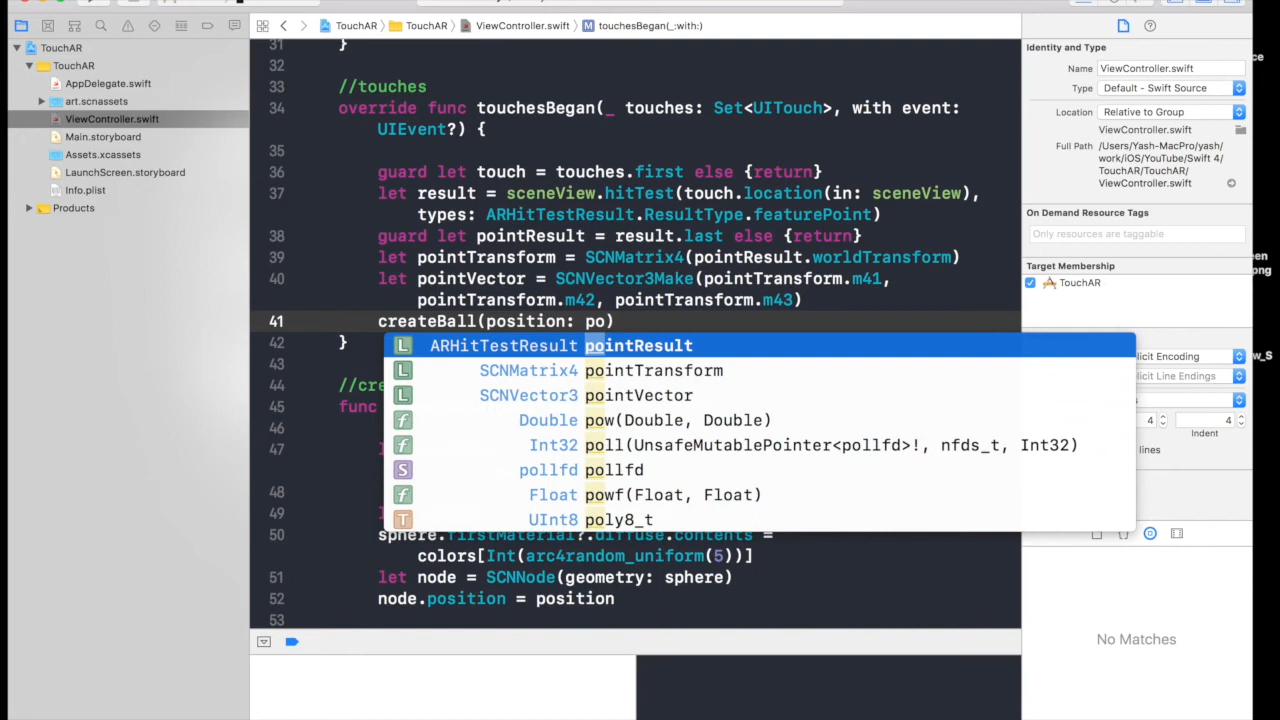 TouchAR
TouchAR
ViewController.swift
M
touchesBegan(_:with:)
TouchAR
TouchAR
AppDelegate.swift
art.scnassets
ViewController.swift
Main.storyboard
Assets.xcassets
LaunchScreen.storyboard
Info.plist
Products
31 }
32
33 //touches
34 override func touchesBegan(_ touches: Set<UITouch>, with event:
UIEvent?) {
35
36 guard let touch = touches.first else {return}
37 let result = sceneView.hitTest(touch.location(in: sceneView),
types: ARHitTestResult.ResultType.featurePoint)
38 guard let pointResult = result.last else {return}
39 let pointTransform = SCNMatrix4(pointResult.worldTransform)
40 let pointVector = SCNVector3Make(pointTransform.m41,
pointTransform.m42, pointTransform.m43)
41 createBall(position: po)
42 }
43
44 //cre
45 func
46
47 l
48
49 l
L ARHitTestResult pointResult
L SCNMatrix4 pointTransform
L SCNVector3 pointVector
f Double pow(Double, Double)
f Int32 poll(UnsafeMutablePointer<pollfd>!, nfds_t, Int32)
S pollfd pollfd
f Float powf(Float, Float)
T UInt8 poly8_t
50 sphere.firstMaterial?.diffuse.contents =
colors[Int(arc4random_uniform(5))]
51 let node = SCNNode(geometry: sphere)
52 node.position = position
53
Identity and Type
Name ViewController.swift
Type Default - Swift Source
Location Relative to Group
ViewController.swift
Full Path /Users/Yash-MacPro/yash/
work/iOS/YouTube/Swift 4/
TouchAR/TouchAR/
ViewController.swift
On Demand Resource Tags
Only resources are taggable
Target Membership
TouchAR
licit Encoding
licit Line Endings
s
4 4
Indent
lines
No Matches
ce
een
ong
w_S